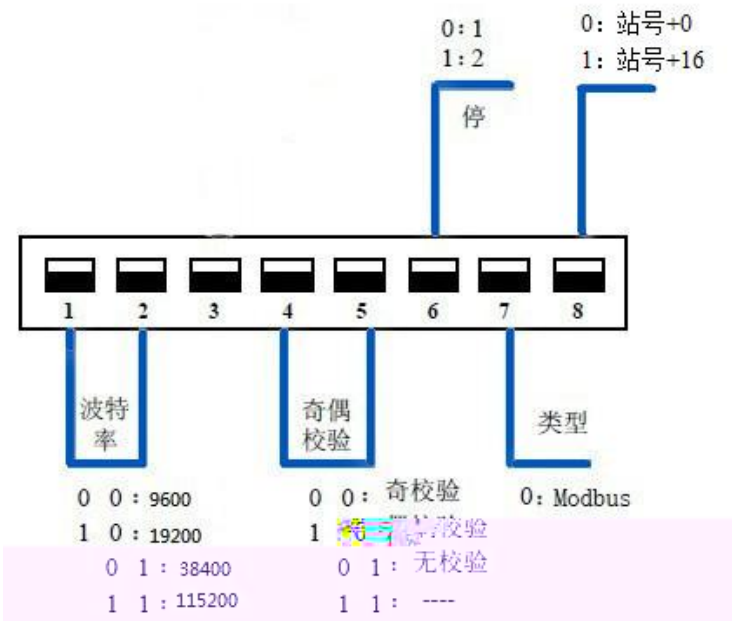 0:1
1:2
停
0: 站号+0
1: 站号+16
1 2 3 4 5 6 7 8
波特
率
0 0:9600
1 0:19200
0 1:38400
1 1:115200
奇偶
校验
0 0: 奇校验
1 校验
0 1: 无校验
1 1: ----
类型
0: Modbus